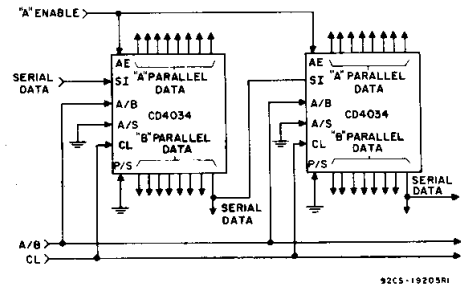 "A" ENABLE
AE
SERIAL DATA
SI
"A" PARALLEL DATA
A/B
CD4034
A/S
"B" PARALLEL DATA
CL
P/S
SERIAL DATA
AE
SI
"A" PARALLEL DATA
A/B
CD4034
A/S
"B" PARALLEL DATA
CL
P/S
SERIAL DATA
A/B
CL
92CS-19205RI